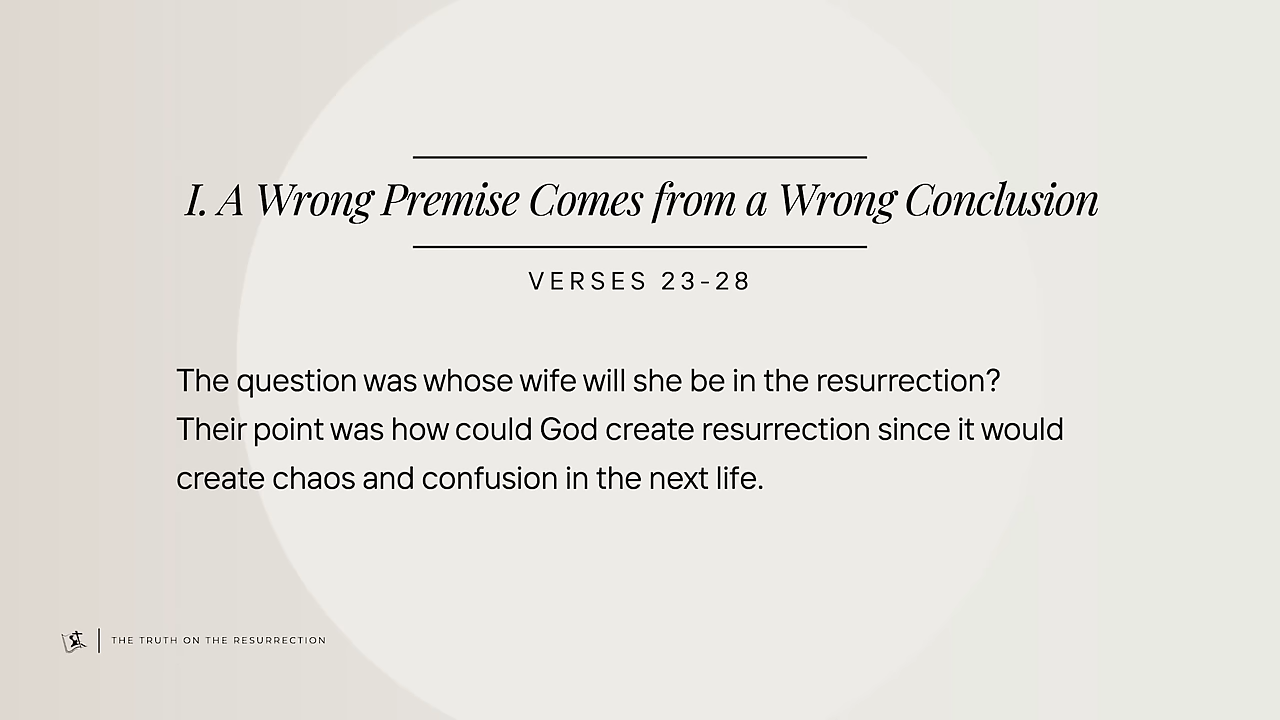 I. A Wrong Premise Comes from a Wrong Conclusion
VERSES 23-28
The question was whose wife will she be in the resurrection?
Their point was how could God create resurrection since it would
create chaos and confusion in the next life.
THE TRUTH ON THE RESURRECTION